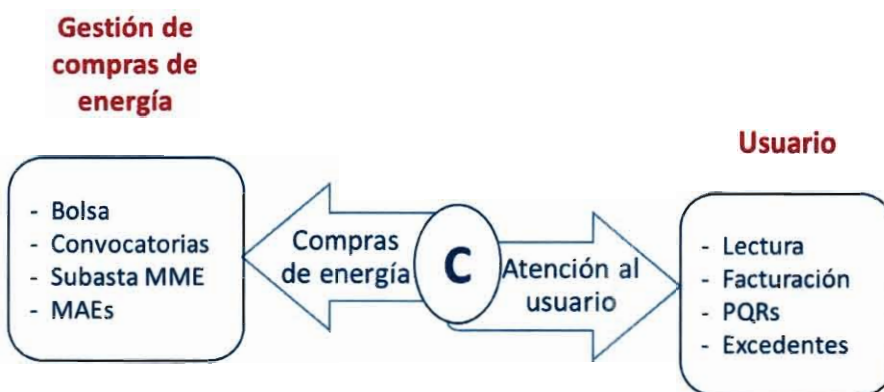 Gestión de
compras de
energía
- Bolsa
- Convocatorias
- Subasta MME
- MAEs
Compras
de energía
C
Atención al
usuario
Usuario
- Lectura
- Facturación
- PQRs
- Excedentes